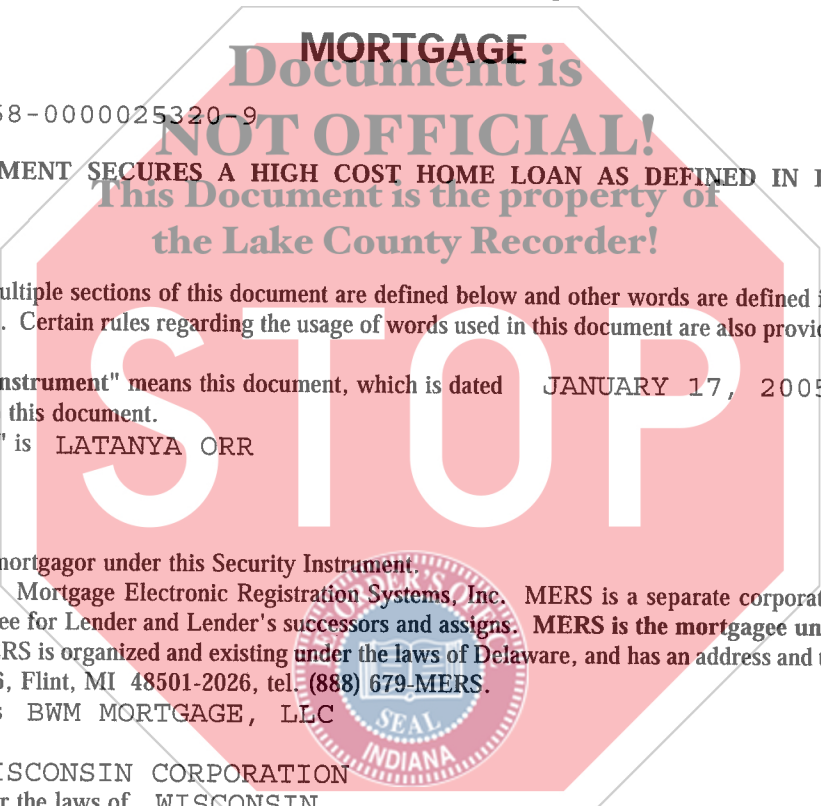 MORTGAGE
Document is
58-0000025320-9
NOT OFFICIAL!
MENT SECURES A HIGH COST HOME LOAN AS DEFINED IN
This Document is the property of
the Lake County Recorder!
ultiple sections of this document are defined below and other words are defined
. Certain rules regarding the usage of words used in this document are also provi
STOP
nstrument" means this document, which is dated JANUARY 17, 2005
this document.
" is LATANYA ORR
mortgagor under this Security Instrument.
Mortgage Electronic Registration Systems, Inc. MERS is a separate corporat
ee for Lender and Lender's successors and assigns. MERS is the mortgagee un
ERS is organized and existing under the laws of Delaware, and has an address and
6, Flint, MI 48501-2026, tel. (888) 679-MERS.
s BWM MORTGAGE, LLC
SEAL
INDIANA
ISCONSIN CORPORATION
r the laws of WISCONSIN